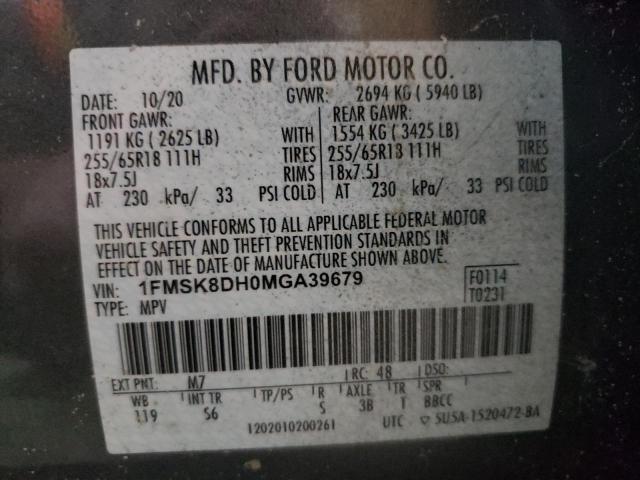 MFD. BY FORD MOTOR CO.
DATE: 10/20 GVWR: 2694 KG ( 5940 LB)
FRONT GAWR: REAR GAWR:
1191 KG ( 2625 LB) WITH 1554 KG ( 3425 LB) WITH
255/65R18 111H TIRES 255/65R18 111H TIRES
18x7.5J RIMS 18x7.5J RIMS
AT 230 kPa/ 33 PSI COLD AT 230 kPa/ 33 PSI COLD
THIS VEHICLE CONFORMS TO ALL APPLICABLE FEDERAL MOTOR
VEHICLE SAFETY AND THEFT PREVENTION STANDARDS IN
EFFECT ON THE DATE OF MANUFACTURE SHOWN ABOVE.
VIN: 1FMSK8DH0MGA39679 F0114
TYPE: MPV T0231
EXT PNT: M7 RC: 48 DSO:
WB INT TR TP/PS R AXLE TR SPR
119 S6 S 3B T BBCC
1202010200261 UTC ▽ 5U5A-1520472-BA